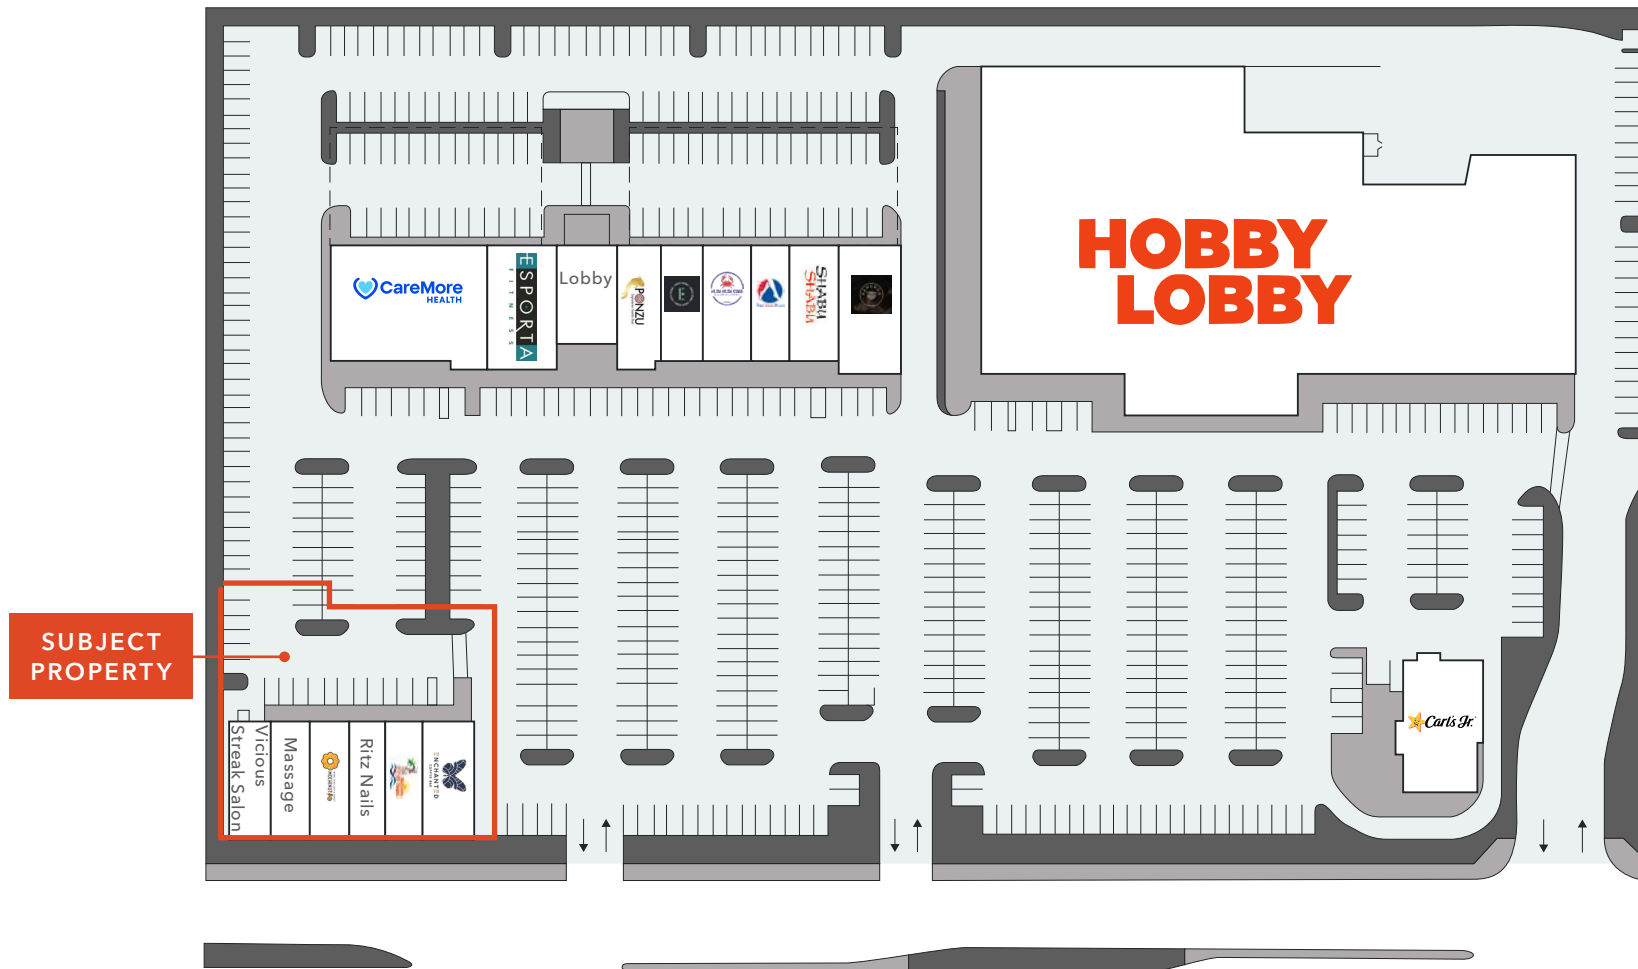 HOBBY
LOBBY
CareMore
HEALTH
ESPORTA
FITNESS
Lobby
PONZU
E
SHABU
SHABU
SUBJECT
PROPERTY
Vicious
Streak Salon
Massage
Ritz Nails
ENCHANTED
Carl's Jr.